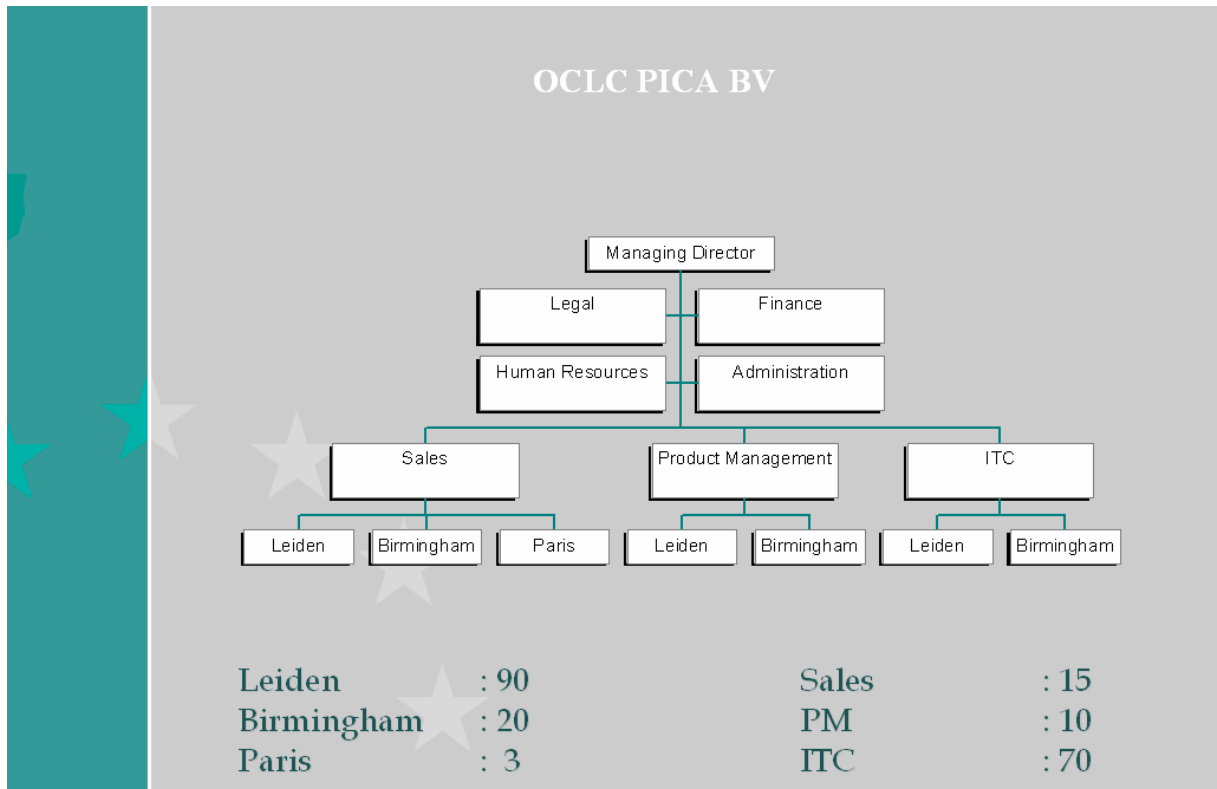 OCLC PICA BV
Managing Director
Legal Finance
Human Resources Administration
Sales Product Management ITC
Leiden Birmingham Paris Leiden Birmingham Leiden Birmingham
Leiden : 90 Sales : 15
Birmingham : 20 PM : 10
Paris : 3 ITC : 70